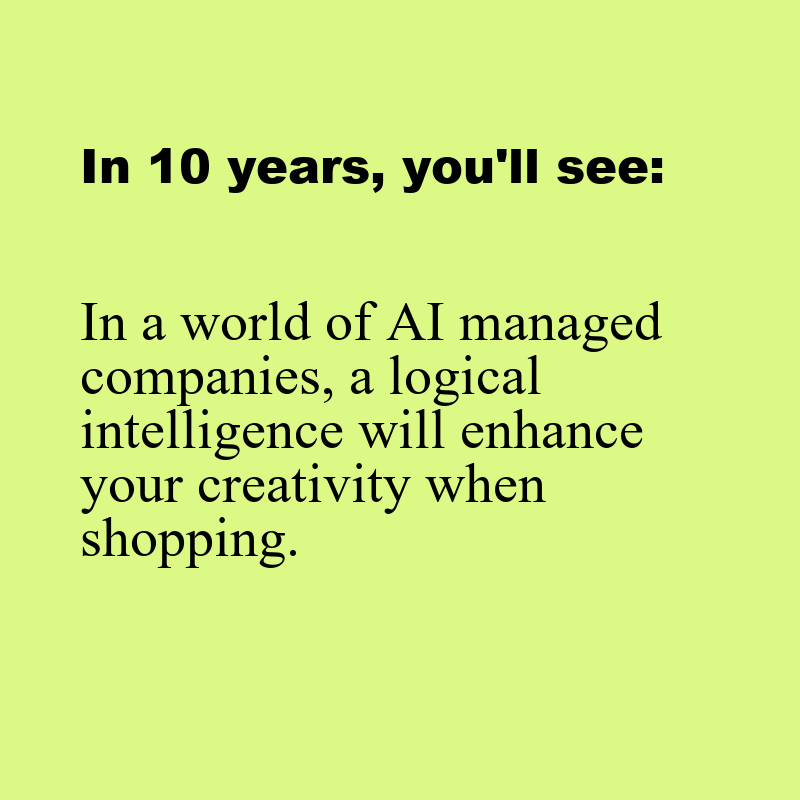 In 10 years, you'll see:
In a world of AI managed
companies, a logical
intelligence will enhance
your creativity when
shopping.